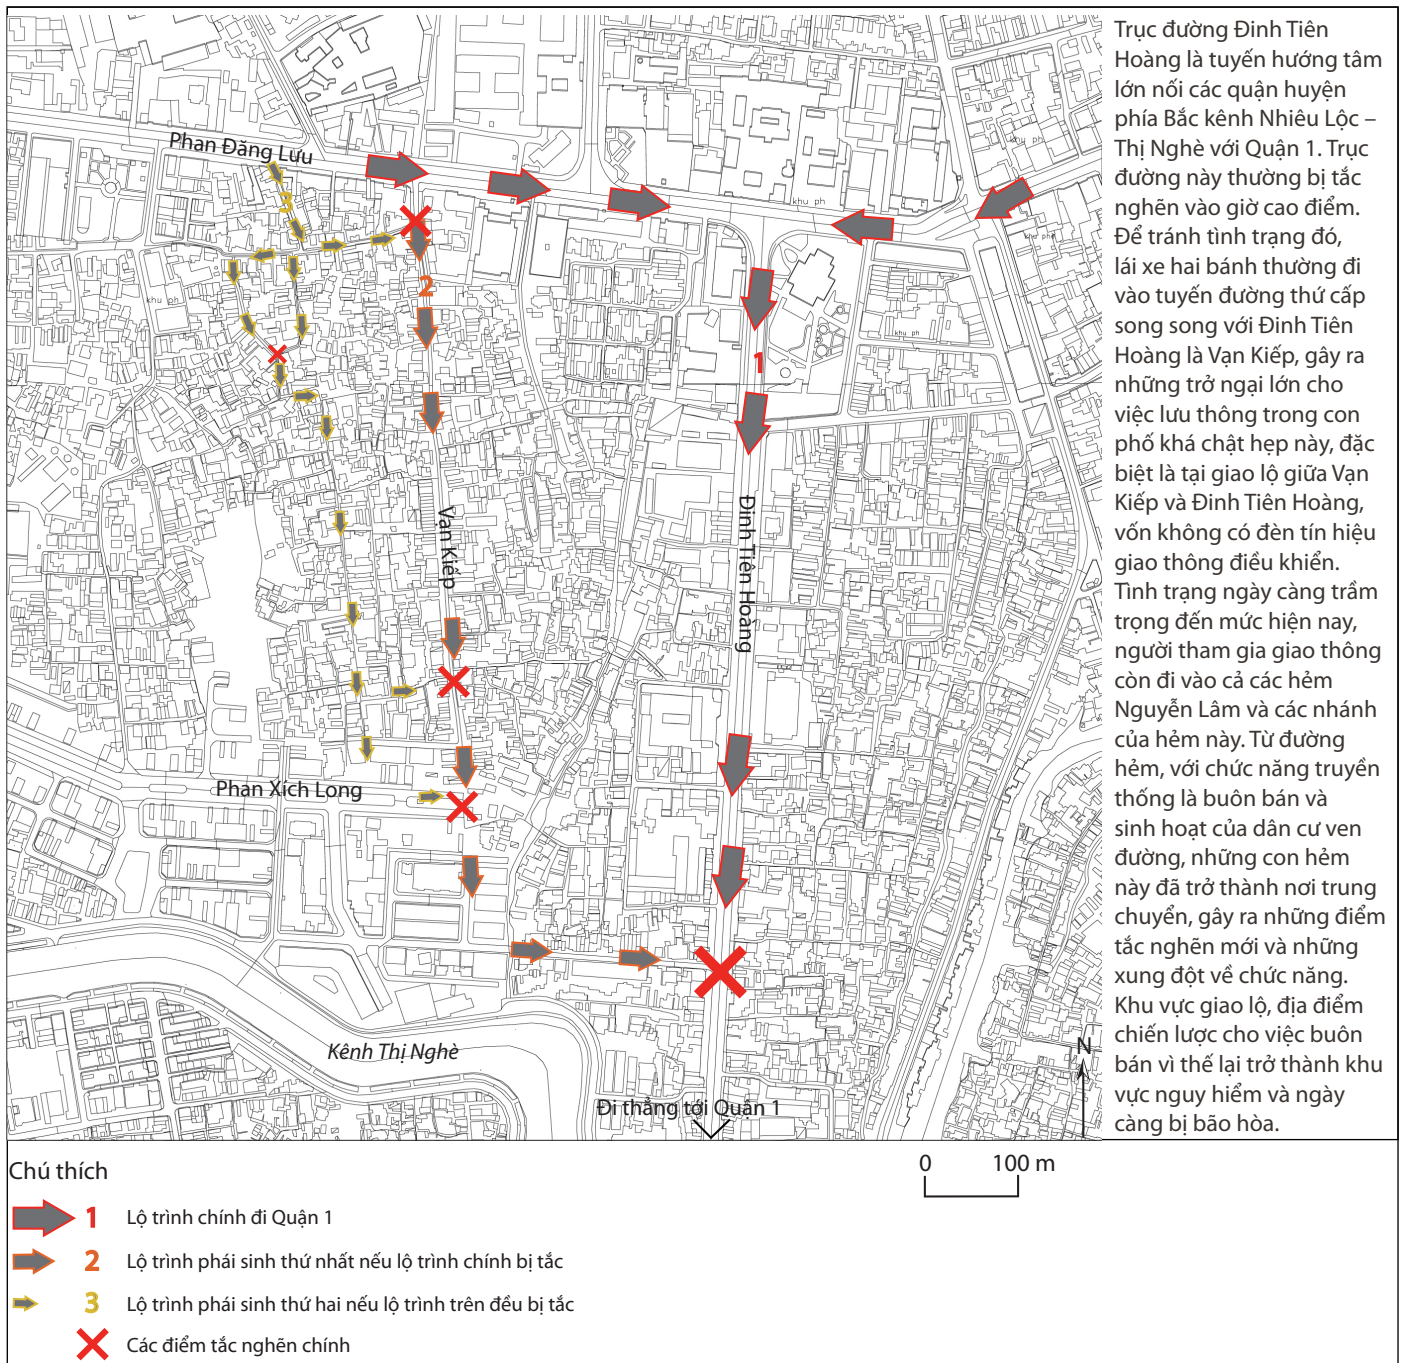 Trục đường Đinh Tiên
Hoàng là tuyến hướng tâm
lớn nối các quận huyện
phía Bắc kênh Nhiêu Lộc –
Thị Nghè với Quận 1. Trục
đường này thường bị tắc
nghẽn vào giờ cao điểm.
Để tránh tình trạng đó,
lái xe hai bánh thường đi
vào tuyến đường thứ cấp
song song với Đinh Tiên
Hoàng là Vạn Kiếp, gây ra
những trở ngại lớn cho
việc lưu thông trong con
phố khá chật hẹp này, đặc
biệt là tại giao lộ giữa Vạn
Kiếp và Đinh Tiên Hoàng,
vốn không có đèn tín hiệu
giao thông điều khiển.
Tình trạng ngày càng trầm
trọng đến mức hiện nay,
người tham gia giao thông
còn đi vào cả các hẻm
Nguyễn Lâm và các nhánh
của hẻm này. Từ đường
hẻm, với chức năng truyền
thống là buôn bán và
sinh hoạt của dân cư ven
đường, những con hẻm
này đã trở thành nơi trung
chuyển, gây ra những điểm
tắc nghẽn mới và những
xung đột về chức năng.
Khu vực giao lộ, địa điểm
chiến lược cho việc buôn
bán vì thế lại trở thành khu
vực nguy hiểm và ngày
càng bị bão hòa.
Phan Đăng Lưu
khu ph
khu ph
khu ph
khu ph
khu ph
3
2
1
Vạn Kiếp
Đinh Tiên Hoàng
Phan Xích Long
Kênh Thị Nghè
N
Đi thẳng tới Quận 1
0 100 m
Chú thích
1 Lộ trình chính đi Quận 1
2 Lộ trình phái sinh thứ nhất nếu lộ trình chính bị tắc
3 Lộ trình phái sinh thứ hai nếu lộ trình trên đều bị tắc
Các điểm tắc nghẽn chính